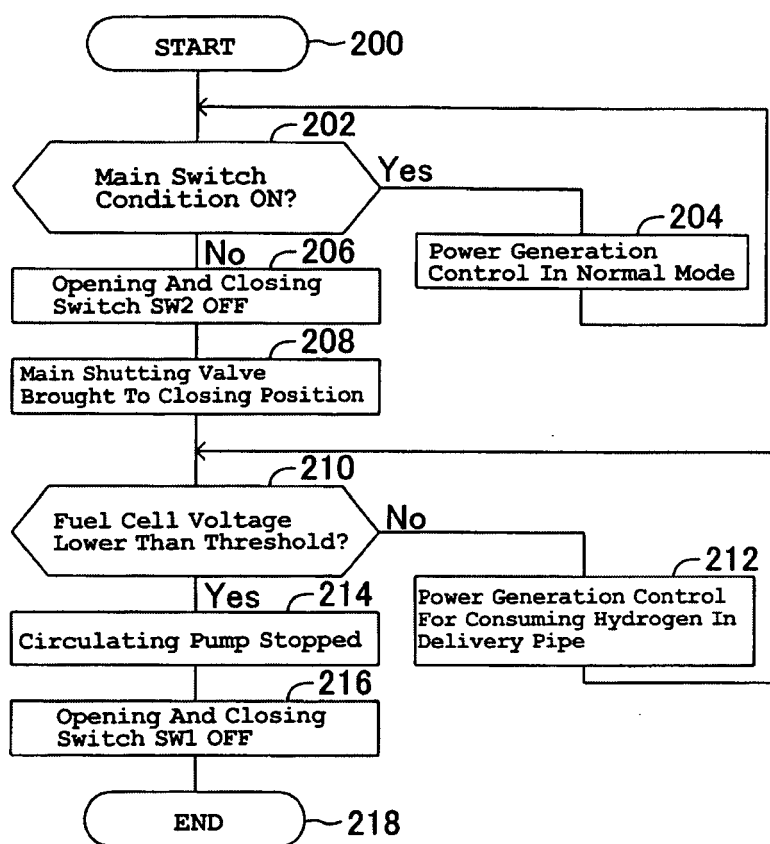 START
200
202
Main Switch
Condition ON?
Yes
204
Power Generation
Control In Normal Mode
No
206
Opening And Closing
Switch SW2 OFF
208
Main Shutting Valve
Brought To Closing Position
210
Fuel Cell Voltage
Lower Than Threshold?
No
212
Power Generation Control
For Consuming Hydrogen In
Delivery Pipe
Yes
214
Circulating Pump Stopped
216
Opening And Closing
Switch SW1 OFF
END
218